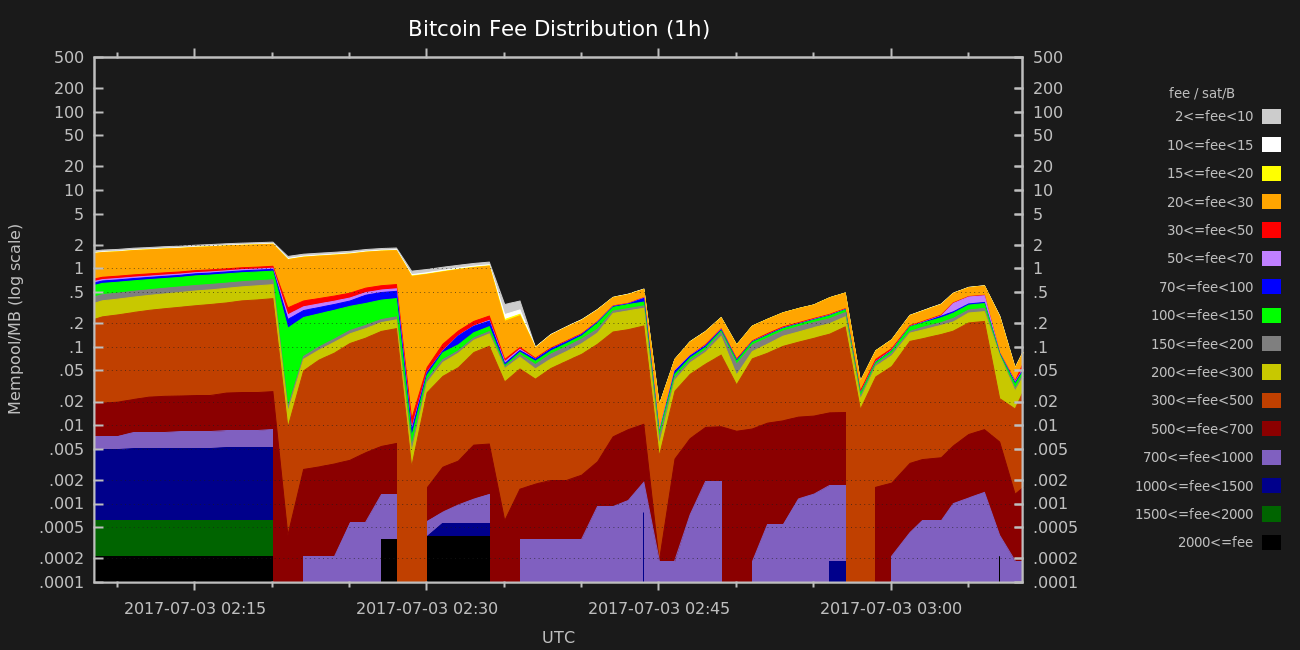 Bitcoin Fee Distribution (1h)
500
200
100
50
20
10
5
2
1
.5
.2
.1
.05
.02
.01
.005
.002
.001
.0005
.0002
.0001
Mempool/MB (log scale)
500
200
100
50
20
10
5
2
1
.5
.2
.1
.05
.02
.01
.005
.002
.001
.0005
.0002
.0001
2017-07-03 02:15
2017-07-03 02:30
2017-07-03 02:45
2017-07-03 03:00
UTC
fee / sat/B
2<=fee<10
10<=fee<15
15<=fee<20
20<=fee<30
30<=fee<50
50<=fee<70
70<=fee<100
100<=fee<150
150<=fee<200
200<=fee<300
300<=fee<500
500<=fee<700
700<=fee<1000
1000<=fee<1500
1500<=fee<2000
2000<=fee